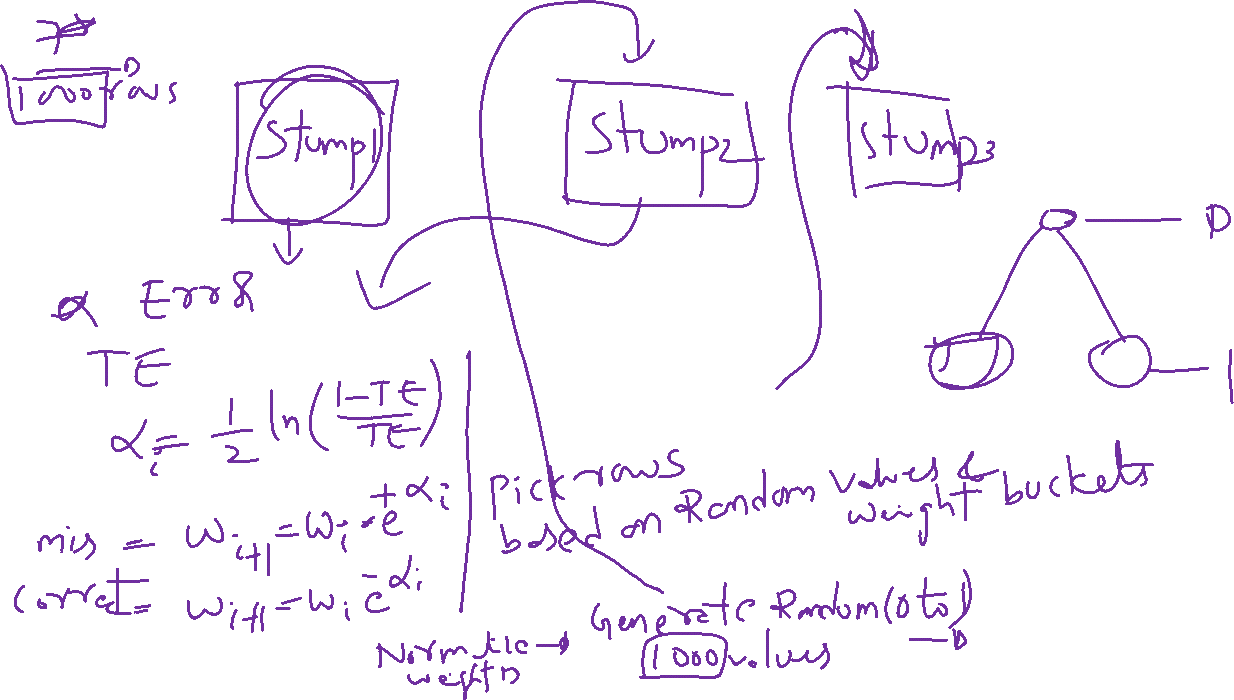 1000 rows
Stump1
Stump2
Stump3
D
1
α Error
TE
αi = 1/2 ln(1-TE/TE)
mis = wi+1 = wi · e^+αi
correct = wi+1 = wi e^-αi
Pick rows
based on Random values &
weight buckets
Generate Random (0 to 1)
1000 values
Normalize →
weights